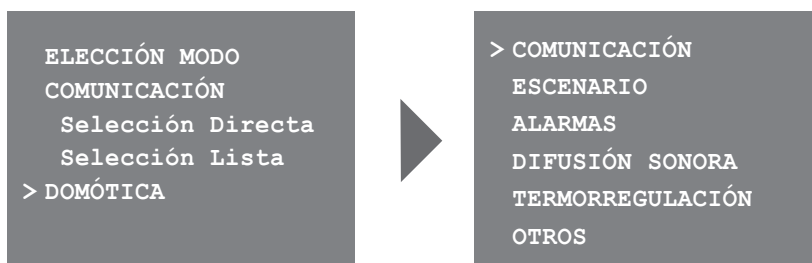 ELECCIÓN MODO
COMUNICACIÓN
Selección Directa
Selección Lista
> DOMÓTICA
> COMUNICACIÓN
ESCENARIO
ALARMAS
DIFUSIÓN SONORA
TERMORREGULACIÓN
OTROS